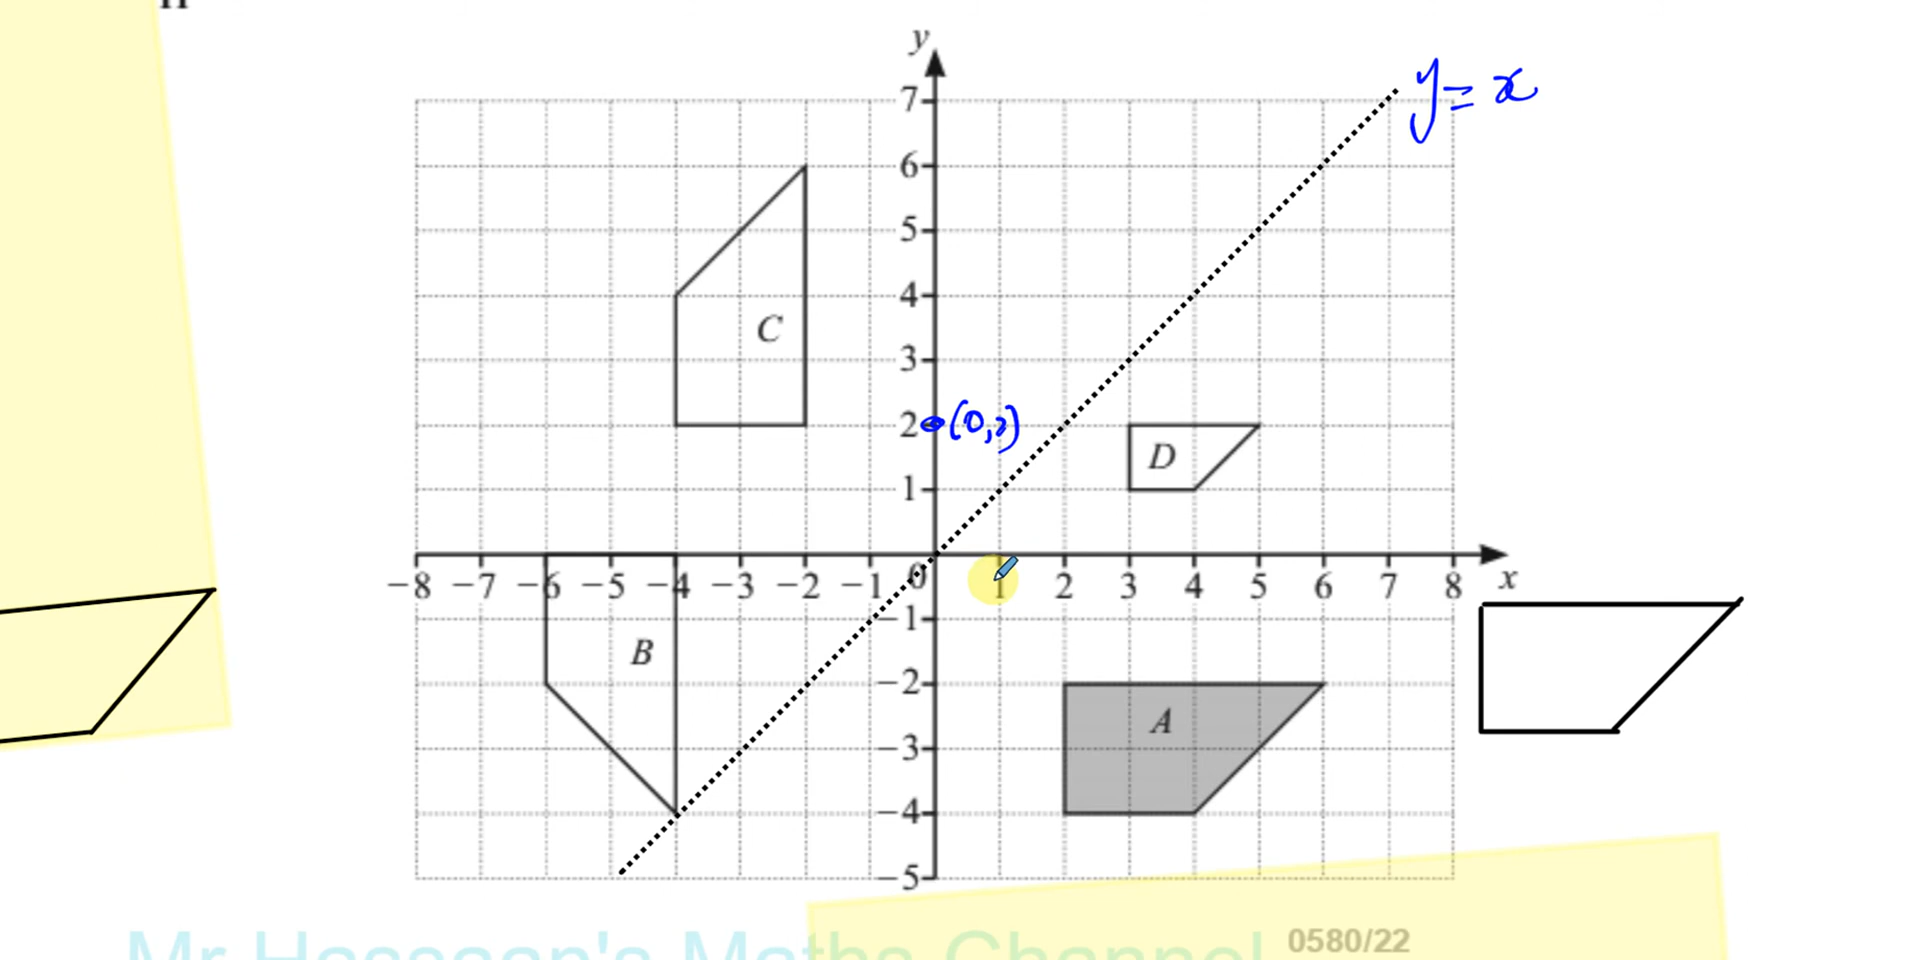 y
y = x
7
6
5
4
C
3
2 (0,2)
D
1
-8 -7 -6 -5 -4 -3 -2 -1 0 1 2 3 4 5 6 7 8 x
-1
B
-2
A
-3
-4
-5
Mr Hassaan's Maths Channel
0580/22